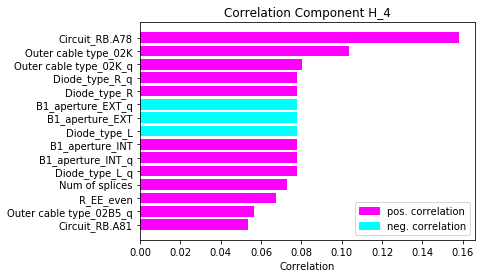 Correlation Component H_4
Circuit_RB.A78
Outer cable type_02K
Outer cable type_02K_q
Diode_type_R_q
Diode_type_R
B1_aperture_EXT_q
B1_aperture_EXT
Diode_type_L
B1_aperture_INT
B1_aperture_INT_q
Diode_type_L_q
Num of splices
R_EE_even
Outer cable type_02B5_q
Circuit_RB.A81
pos. correlation
neg. correlation
0.00 0.02 0.04 0.06 0.08 0.10 0.12 0.14 0.16
Correlation